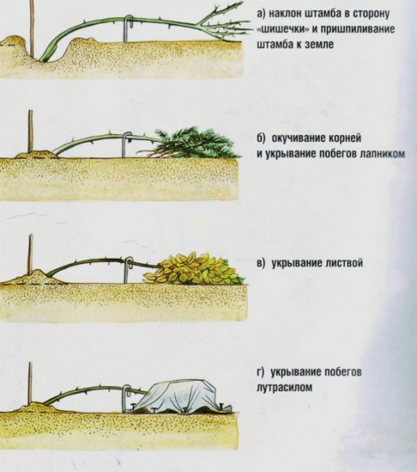 а) наклон штамба в сторону
«шишечки» и пришпиливание
штамба к земле
б) окучивание корней
и укрывание побегов лапником
в) укрывание листвой
г) укрывание побегов
лутрасилом